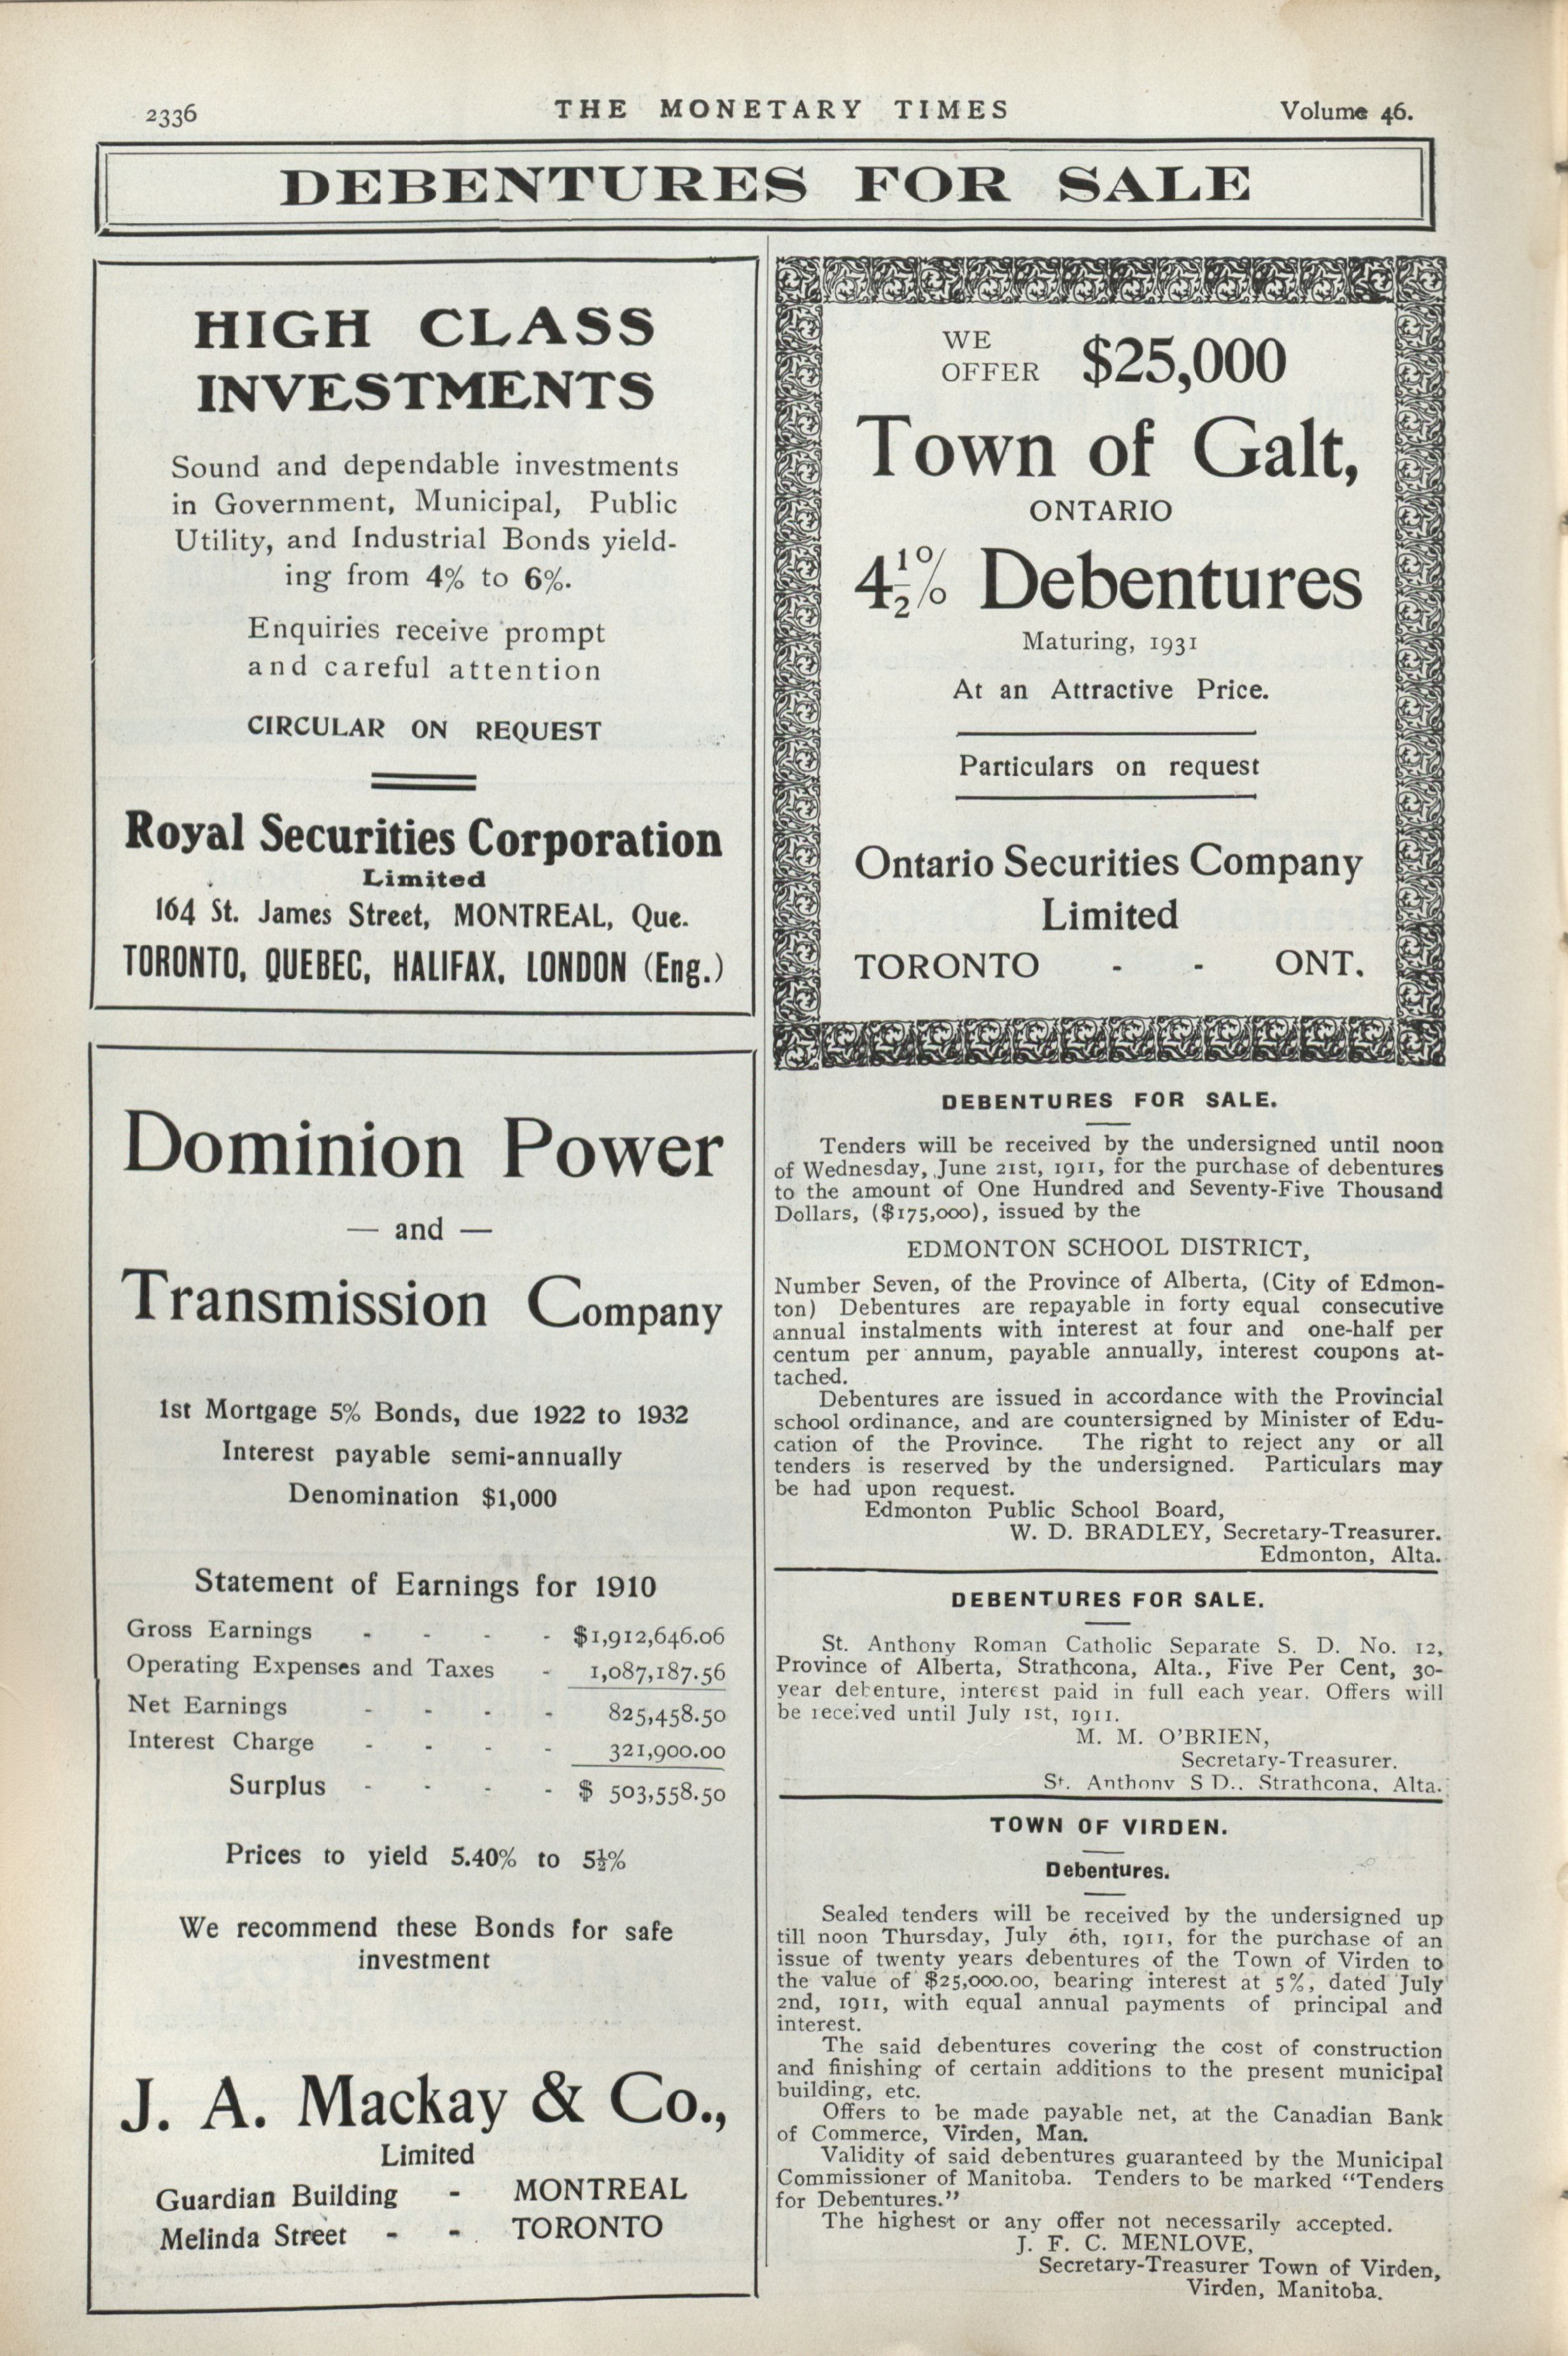 2336
THE MONETARY TIMES
Volume 46.
DEBENTURES FOR SALE
HIGH CLASS
INVESTMENTS
Sound and dependable investments
in Government, Municipal, Public
Utility, and Industrial Bonds yield-
ing from 4% to 6%.
Enquiries receive prompt
and careful attention
CIRCULAR ON REQUEST
Royal Securities Corporation
Limited
164 St. James Street, MONTREAL, Que.
TORONTO, QUEBEC, HALIFAX, LONDON (Eng.)
Dominion Power
— and —
Transmission Company
1st Mortgage 5% Bonds, due 1922 to 1932
Interest payable semi-annually
Denomination $1,000
Statement of Earnings for 1910
Gross Earnings - - - - $1,912,646.06
Operating Expenses and Taxes - 1,087,187.56
Net Earnings - - - - 825,458.50
Interest Charge - - - - 321,900.00
Surplus - - - - $ 503,558.50
Prices to yield 5.40% to 5½%
We recommend these Bonds for safe
investment
J. A. Mackay & Co.,
Limited
Guardian Building - MONTREAL
Melinda Street - - TORONTO
WE
OFFER $25,000
Town of Galt,
ONTARIO
4½% Debentures
Maturing, 1931
At an Attractive Price.
Particulars on request
Ontario Securities Company
Limited
TORONTO - - ONT.
DEBENTURES FOR SALE.
Tenders will be received by the undersigned until noon
of Wednesday, June 21st, 1911, for the purchase of debentures
to the amount of One Hundred and Seventy-Five Thousand
Dollars, ($175,000), issued by the
EDMONTON SCHOOL DISTRICT,
Number Seven, of the Province of Alberta, (City of Edmon-
ton) Debentures are repayable in forty equal consecutive
annual instalments with interest at four and one-half per
centum per annum, payable annually, interest coupons at-
tached.
Debentures are issued in accordance with the Provincial
school ordinance, and are countersigned by Minister of Edu-
cation of the Province. The right to reject any or all
tenders is reserved by the undersigned. Particulars may
be had upon request.
Edmonton Public School Board,
W. D. BRADLEY, Secretary-Treasurer.
Edmonton, Alta.
DEBENTURES FOR SALE.
St. Anthony Roman Catholic Separate S. D. No. 12,
Province of Alberta, Strathcona, Alta., Five Per Cent, 30-
year debenture, interest paid in full each year. Offers will
be received until July 1st, 1911.
M. M. O'BRIEN,
Secretary-Treasurer.
St. Anthony S D., Strathcona, Alta.
TOWN OF VIRDEN.
Debentures.
Sealed tenders will be received by the undersigned up
till noon Thursday, July 6th, 1911, for the purchase of an
issue of twenty years debentures of the Town of Virden to
the value of $25,000.00, bearing interest at 5%, dated July
2nd, 1911, with equal annual payments of principal and
interest.
The said debentures covering the cost of construction
and finishing of certain additions to the present municipal
building, etc.
Offers to be made payable net, at the Canadian Bank
of Commerce, Virden, Man.
Validity of said debentures guaranteed by the Municipal
Commissioner of Manitoba. Tenders to be marked "Tenders
for Debentures."
The highest or any offer not necessarily accepted.
J. F. C. MENLOVE,
Secretary-Treasurer Town of Virden,
Virden, Manitoba.